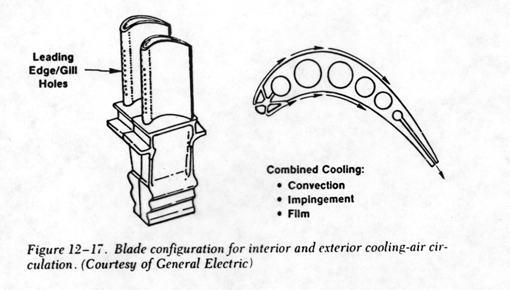 Leading
Edge/Gill
Holes
Combined Cooling:
• Convection
• Impingement
• Film
Figure 12–17. Blade configuration for interior and exterior cooling-air cir-
culation. (Courtesy of General Electric)